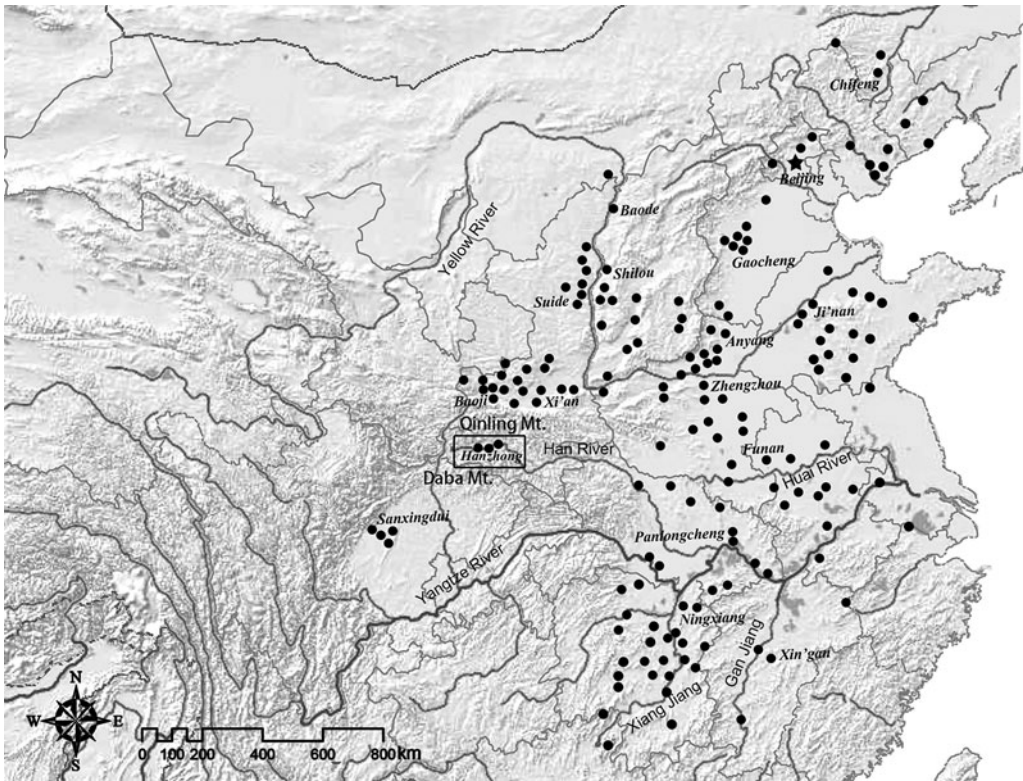 Chifeng
Beijing
Baode
Yellow River
Gaocheng
Shilou
Suide
Ji'nan
Anyang
Zhengzhou
Baoji
Xi'an
Qinling Mt.
Funan
Han River
Hanzhong
Huai River
Daba Mt.
Sanxingdui
Panlongcheng
Yangtze River
Ningxiang
Gan Jiang
Xin'gan
Xiang Jiang
N
W E
S
0 100 200 400 600 800km